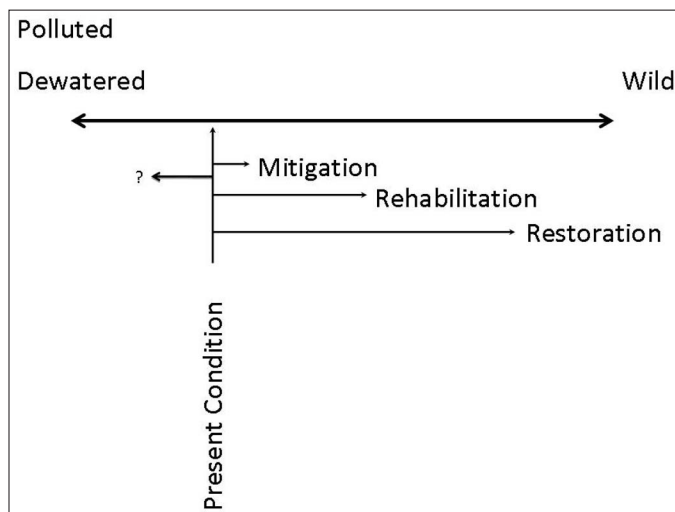 Polluted
Dewatered
Wild
Mitigation
?
Rehabilitation
Restoration
Present Condition